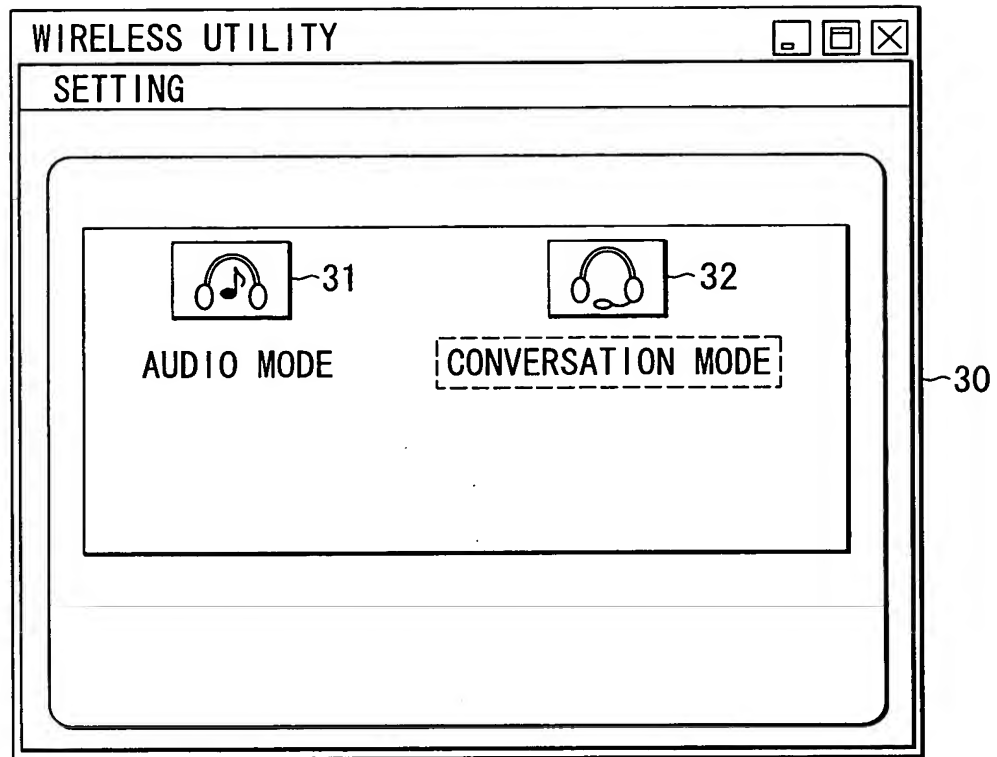 WIRELESS UTILITY
SETTING
31
32
AUDIO MODE
CONVERSATION MODE
30